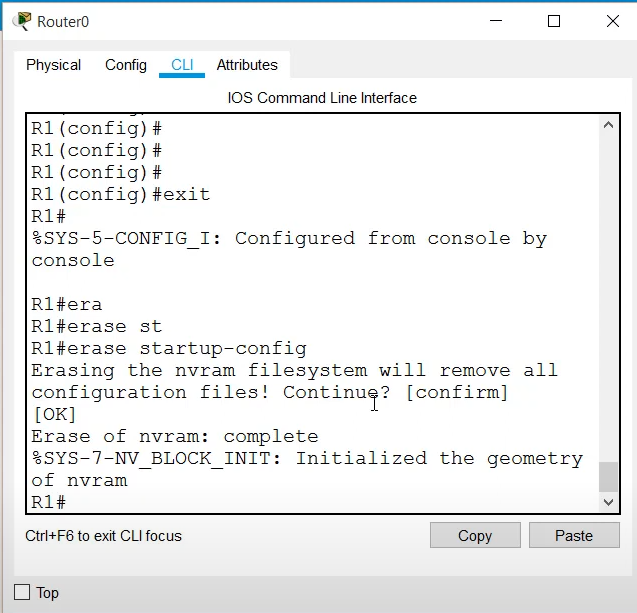 Router0
Physical Config CLI Attributes
IOS Command Line Interface
R1(config)#
R1(config)#
R1(config)#
R1(config)#exit
R1#
%SYS-5-CONFIG_I: Configured from console by
console
R1#era
R1#erase st
R1#erase startup-config
Erasing the nvram filesystem will remove all
configuration files! Continue? [confirm]
[OK]
Erase of nvram: complete
%SYS-7-NV_BLOCK_INIT: Initialized the geometry
of nvram
R1#
Ctrl+F6 to exit CLI focus
Copy Paste
Top